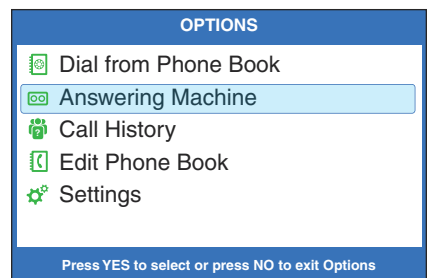 OPTIONS
Dial from Phone Book
Answering Machine
Call History
Edit Phone Book
Settings
Press YES to select or press NO to exit Options